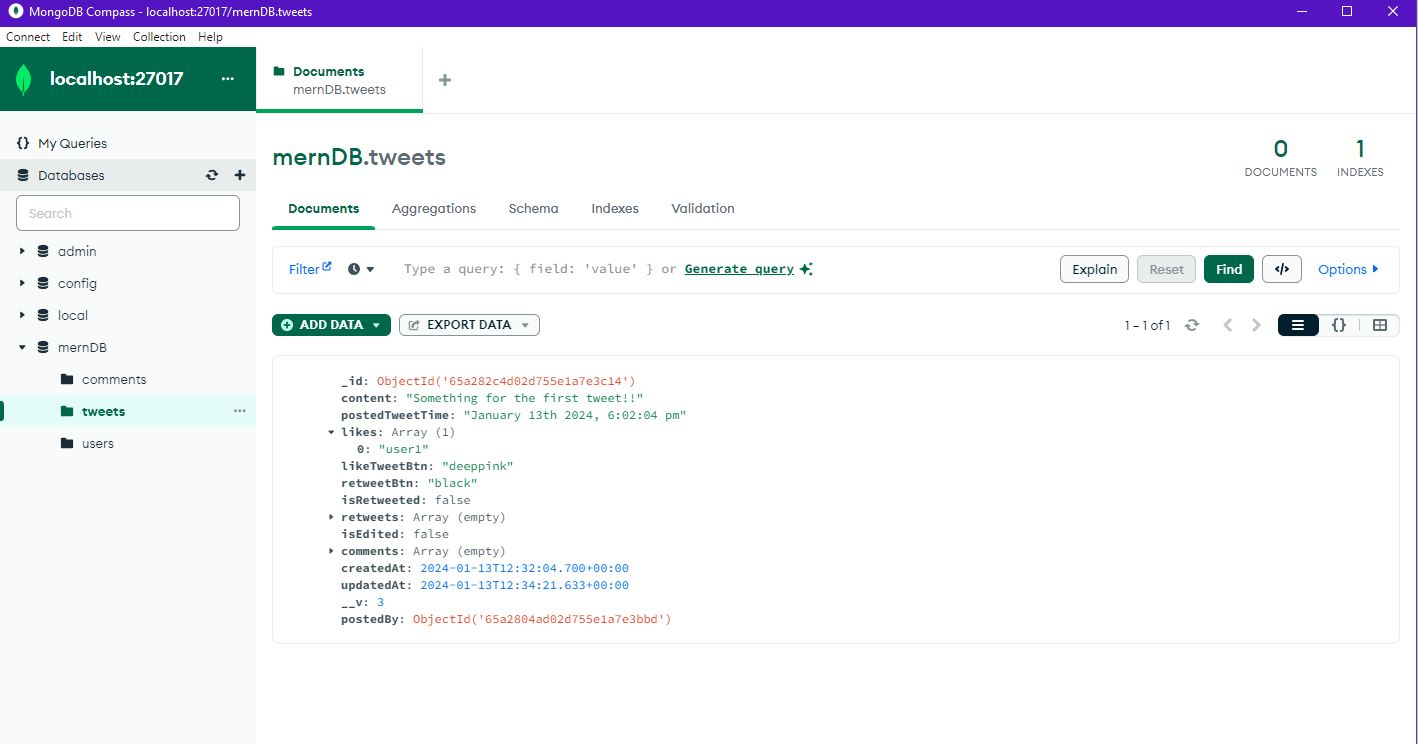 MongoDB Compass - localhost:27017/mernDB.tweets
Connect Edit View Collection Help
localhost:27017 ...
Documents
mernDB.tweets
My Queries
Databases
Search
admin
config
local
mernDB
comments
tweets
users
mernDB.tweets
0 DOCUMENTS
1 INDEXES
Documents Aggregations Schema Indexes Validation
Filter Type a query: { field: 'value' } or Generate query Explain Reset Find </> Options
ADD DATA EXPORT DATA 1 – 1 of 1 {}
_id: ObjectId('65a282c4d02d755e1a7e3c14')
content: "Something for the first tweet!!"
postedTweetTime: "January 13th 2024, 6:02:04 pm"
likes: Array (1)
0: "user1"
likeTweetBtn: "deeppink"
retweetBtn: "black"
isRetweeted: false
retweets: Array (empty)
isEdited: false
comments: Array (empty)
createdAt: 2024-01-13T12:32:04.700+00:00
updatedAt: 2024-01-13T12:34:21.633+00:00
__v: 3
postedBy: ObjectId('65a2804ad02d755e1a7e3bbd')